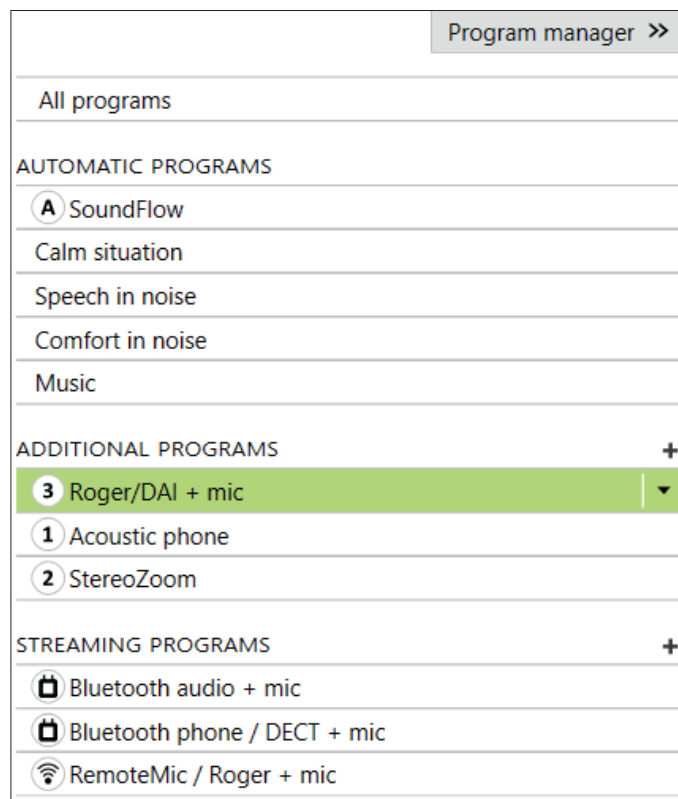 Program manager »
All programs
AUTOMATIC PROGRAMS
A SoundFlow
Calm situation
Speech in noise
Comfort in noise
Music
ADDITIONAL PROGRAMS +
3 Roger/DAI + mic
1 Acoustic phone
2 StereoZoom
STREAMING PROGRAMS +
Bluetooth audio + mic
Bluetooth phone / DECT + mic
RemoteMic / Roger + mic